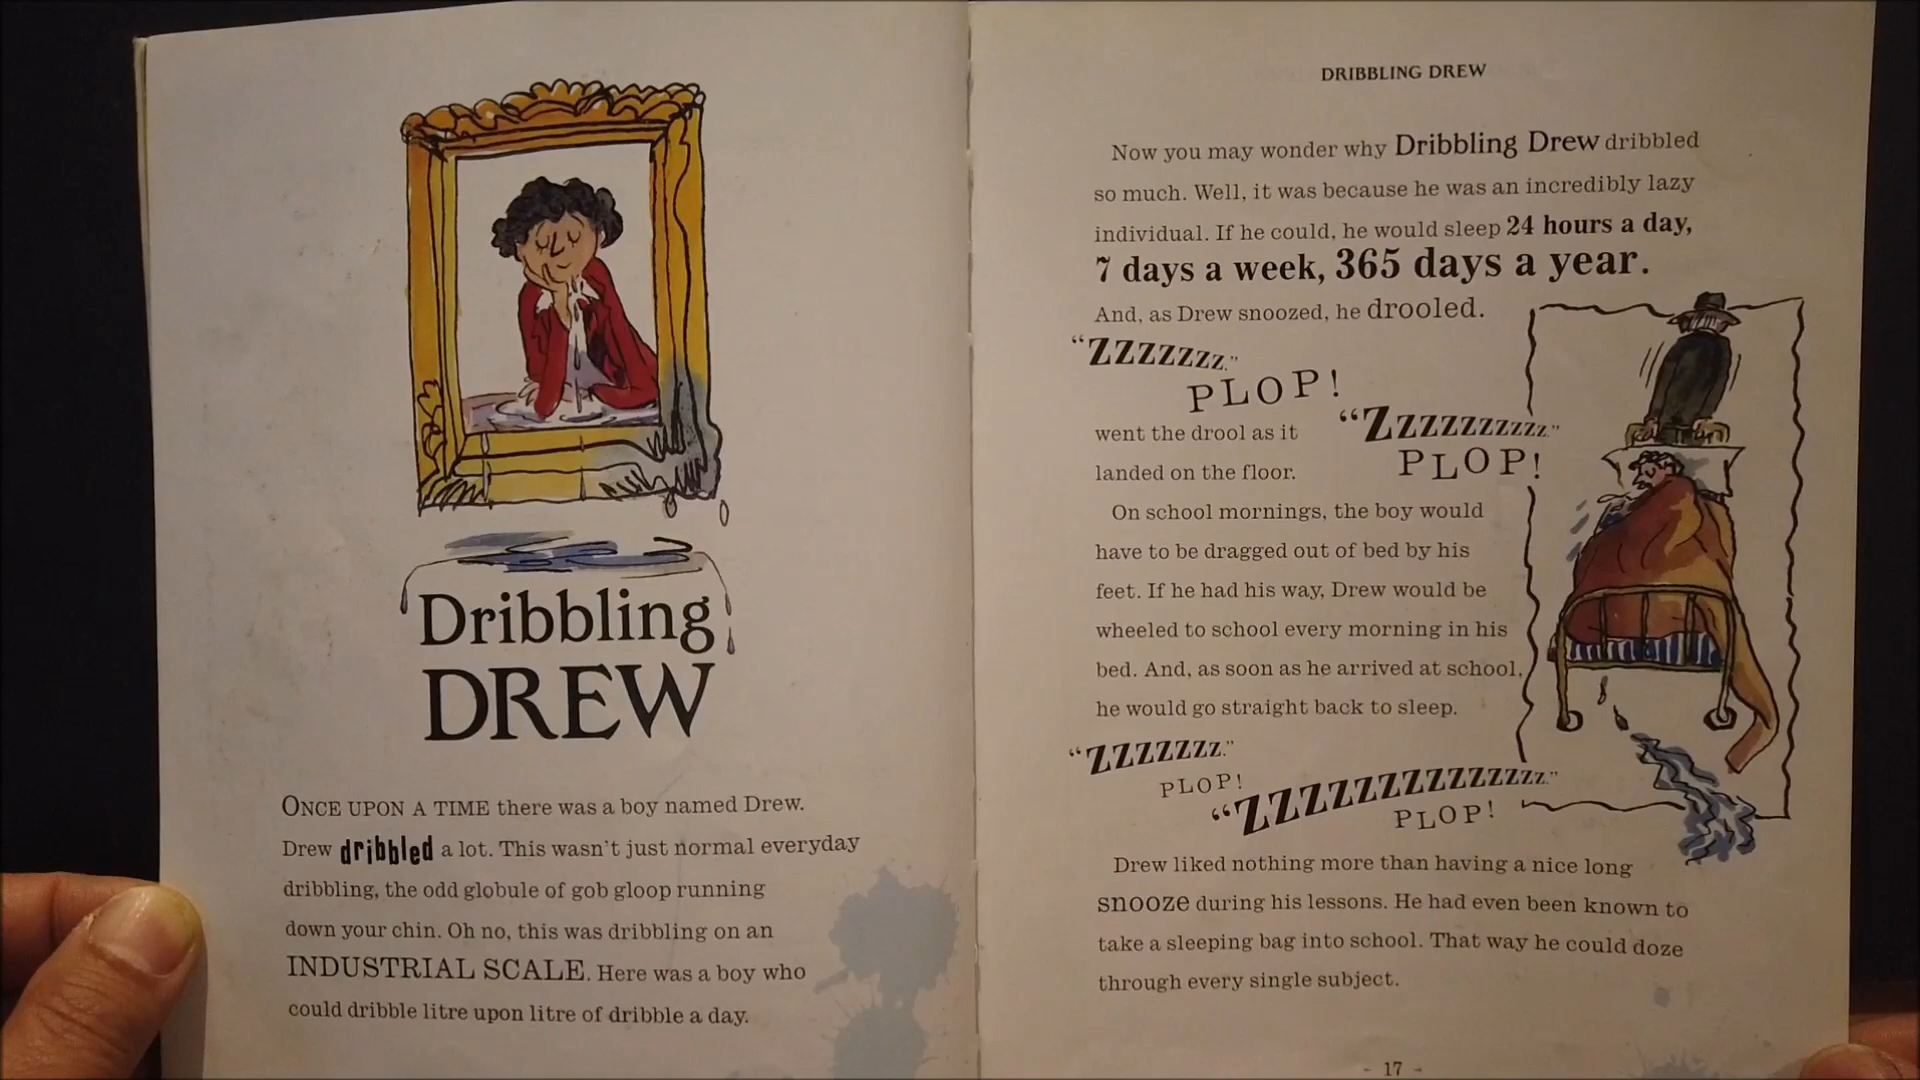 Dribbling
DREW
ONCE UPON A TIME there was a boy named Drew.
Drew dribbled a lot. This wasn't just normal everyday
dribbling, the odd globule of gob gloop running
down your chin. Oh no, this was dribbling on an
INDUSTRIAL SCALE. Here was a boy who
could dribble litre upon litre of dribble a day.
DRIBBLING DREW
Now you may wonder why Dribbling Drew dribbled
so much. Well, it was because he was an incredibly lazy
individual. If he could, he would sleep 24 hours a day,
7 days a week, 365 days a year.
And, as Drew snoozed, he drooled.
“Zzzzzzz.”
PLOP!
went the drool as it
landed on the floor.
“Zzzzzzzzzz.”
PLOP!
On school mornings, the boy would
have to be dragged out of bed by his
feet. If he had his way, Drew would be
wheeled to school every morning in his
bed. And, as soon as he arrived at school,
he would go straight back to sleep.
“Zzzzzzz.”
PLOP!
“Zzzzzzzzzzzzzzz.”
PLOP!
Drew liked nothing more than having a nice long
snooze during his lessons. He had even been known to
take a sleeping bag into school. That way he could doze
through every single subject.
- 17 -